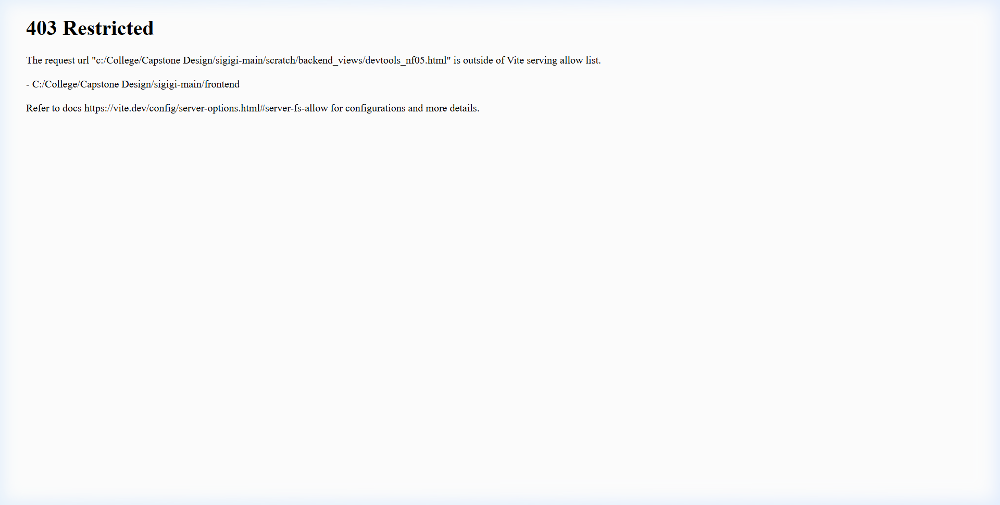 403 Restricted
The request url "c:/College/Capstone Design/sigigi-main/scratch/backend_views/devtools_nf05.html" is outside of Vite serving allow list.
- C:/College/Capstone Design/sigigi-main/frontend
Refer to docs https://vite.dev/config/server-options.html#server-fs-allow for configurations and more details.